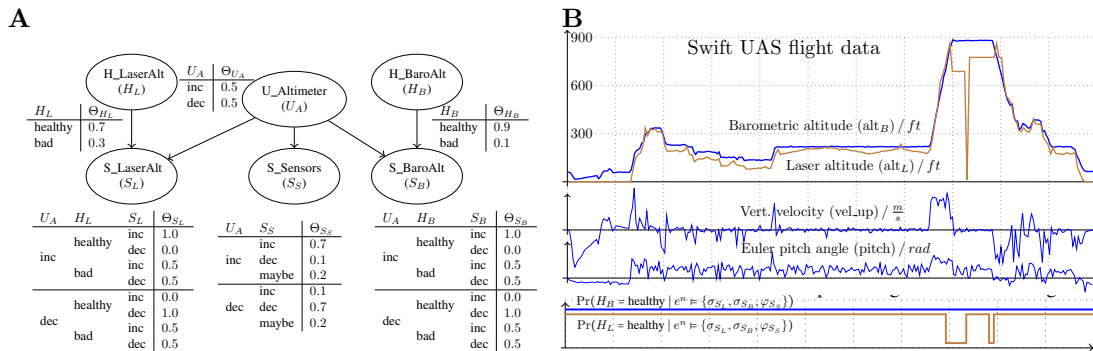 A
H_LaserAlt
(H_L)
U_A Θ_{U_A}
inc 0.5
dec 0.5
U_Altimeter
(U_A)
H_BaroAlt
(H_B)
H_L Θ_{H_L}
healthy 0.7
bad 0.3
H_B Θ_{H_B}
healthy 0.9
bad 0.1
S_LaserAlt
(S_L)
S_Sensors
(S_S)
S_BaroAlt
(S_B)
U_A H_L S_L Θ_{S_L}
inc healthy inc 1.0
dec 0.0
bad inc 0.5
dec 0.5
dec healthy inc 0.0
dec 1.0
bad inc 0.5
dec 0.5
U_A S_S Θ_{S_S}
inc inc 0.7
dec 0.1
maybe 0.2
dec inc 0.1
dec 0.7
maybe 0.2
U_A H_B S_B Θ_{S_B}
inc healthy inc 1.0
dec 0.0
bad inc 0.5
dec 0.5
dec healthy inc 0.0
dec 1.0
bad inc 0.5
dec 0.5
B
900
600
300
Swift UAS flight data
Barometric altitude (alt_B) / ft
Laser altitude (alt_L) / ft
Vert. velocity (vel_up) / m/s
Euler pitch angle (pitch) / rad
Pr(H_B = healthy | e^n ⊨ {σ_{S_L}, σ_{S_B}, φ_{S_S}})
Pr(H_L = healthy | e^n ⊨ {σ_{S_L}, σ_{S_B}, φ_{S_S}})